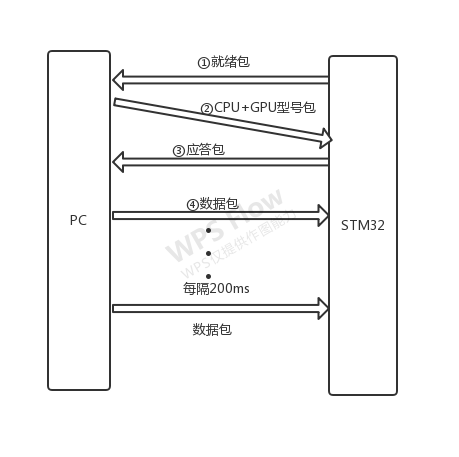 ①就绪包
②CPU+GPU型号包
③应答包
PC
STM32
④数据包
WPS Flow
WPS仅提供作图能力
每隔200ms
数据包